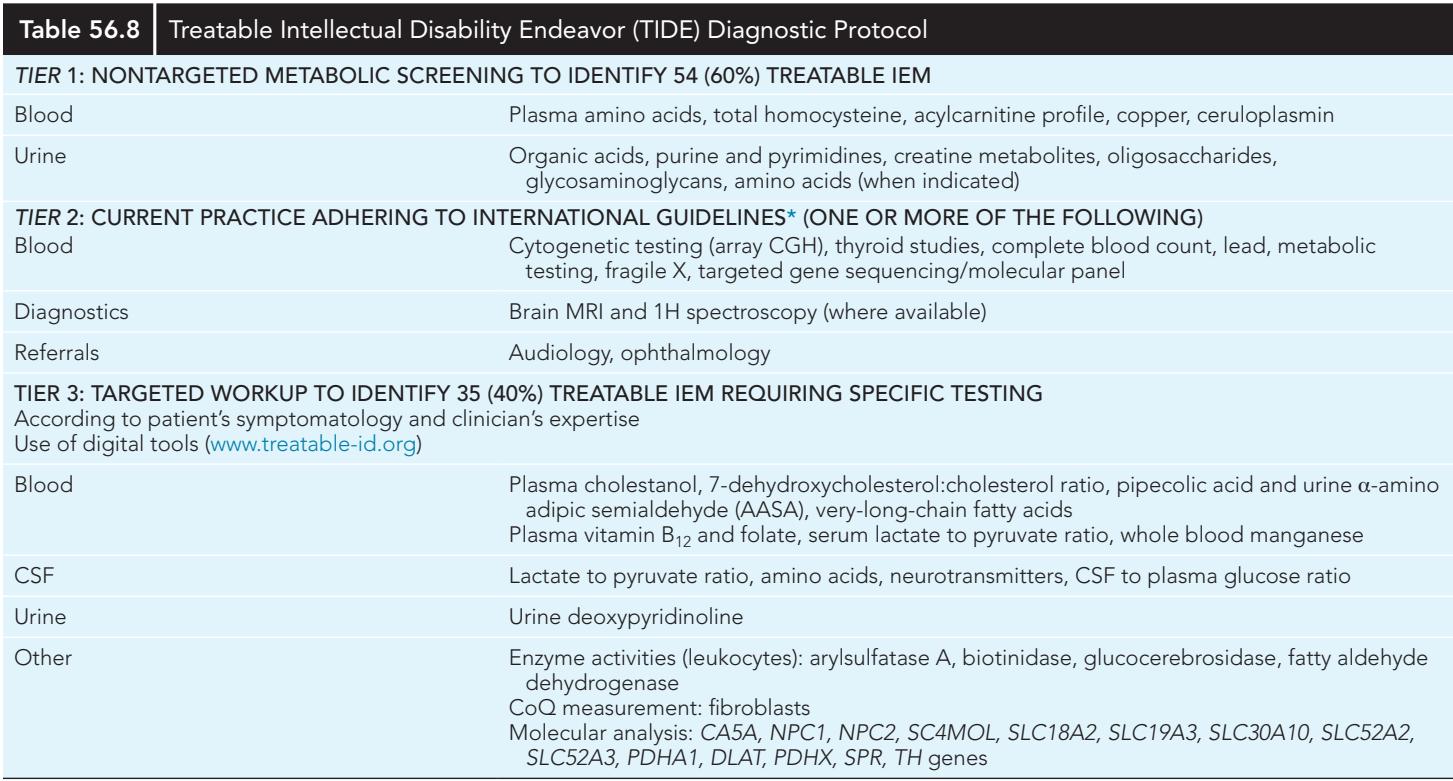 Table 56.8 Treatable Intellectual Disability Endeavor (TIDE) Diagnostic Protocol
TIER 1: NONTARGETED METABOLIC SCREENING TO IDENTIFY 54 (60%) TREATABLE IEM
Blood Plasma amino acids, total homocysteine, acylcarnitine profile, copper, ceruloplasmin
Urine Organic acids, purine and pyrimidines, creatine metabolites, oligosaccharides,
glycosaminoglycans, amino acids (when indicated)
TIER 2: CURRENT PRACTICE ADHERING TO INTERNATIONAL GUIDELINES* (ONE OR MORE OF THE FOLLOWING)
Blood Cytogenetic testing (array CGH), thyroid studies, complete blood count, lead, metabolic
testing, fragile X, targeted gene sequencing/molecular panel
Diagnostics Brain MRI and 1H spectroscopy (where available)
Referrals Audiology, ophthalmology
TIER 3: TARGETED WORKUP TO IDENTIFY 35 (40%) TREATABLE IEM REQUIRING SPECIFIC TESTING
According to patient's symptomatology and clinician's expertise
Use of digital tools (www.treatable-id.org)
Blood Plasma cholestanol, 7-dehydroxycholesterol:cholesterol ratio, pipecolic acid and urine α-amino
adipic semialdehyde (AASA), very-long-chain fatty acids
Plasma vitamin B12 and folate, serum lactate to pyruvate ratio, whole blood manganese
CSF Lactate to pyruvate ratio, amino acids, neurotransmitters, CSF to plasma glucose ratio
Urine Urine deoxypyridinoline
Other Enzyme activities (leukocytes): arylsulfatase A, biotinidase, glucocerebrosidase, fatty aldehyde
dehydrogenase
CoQ measurement: fibroblasts
Molecular analysis: CA5A, NPC1, NPC2, SC4MOL, SLC18A2, SLC19A3, SLC30A10, SLC52A2,
SLC52A3, PDHA1, DLAT, PDHX, SPR, TH genes